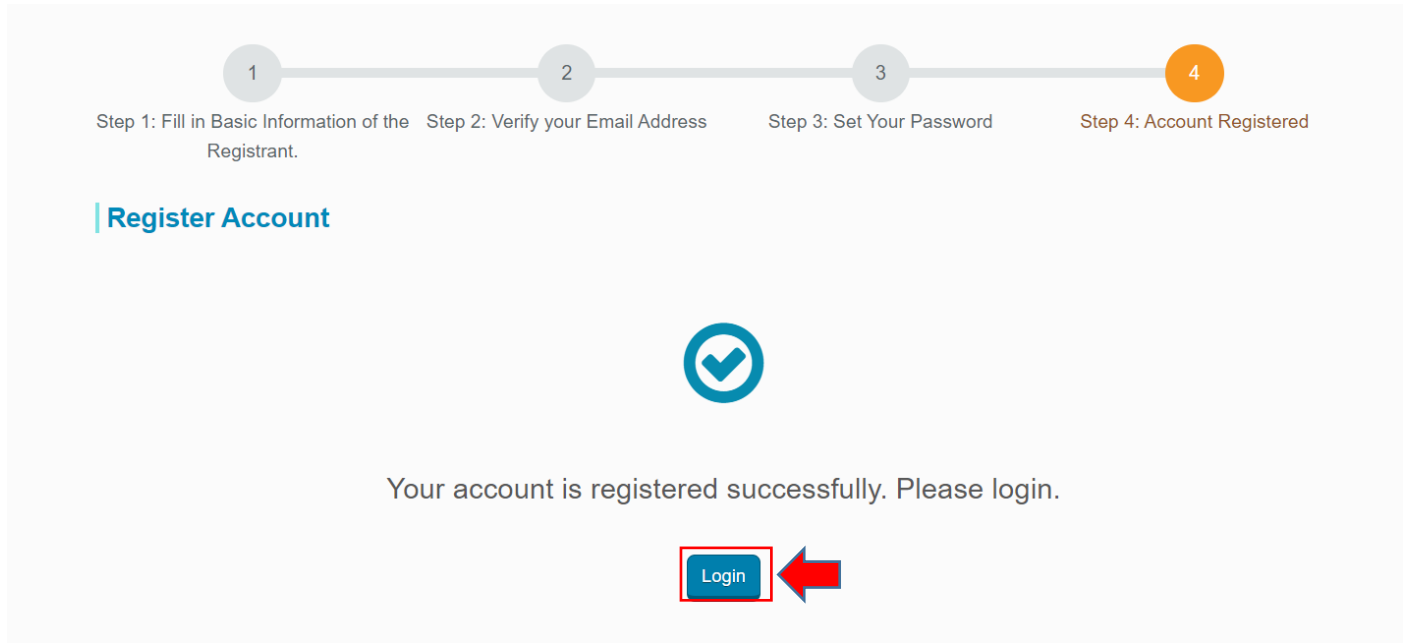 1
2
3
4
Step 1: Fill in Basic Information of the
Registrant.
Step 2: Verify your Email Address
Step 3: Set Your Password
Step 4: Account Registered
Register Account
Your account is registered successfully. Please login.
Login